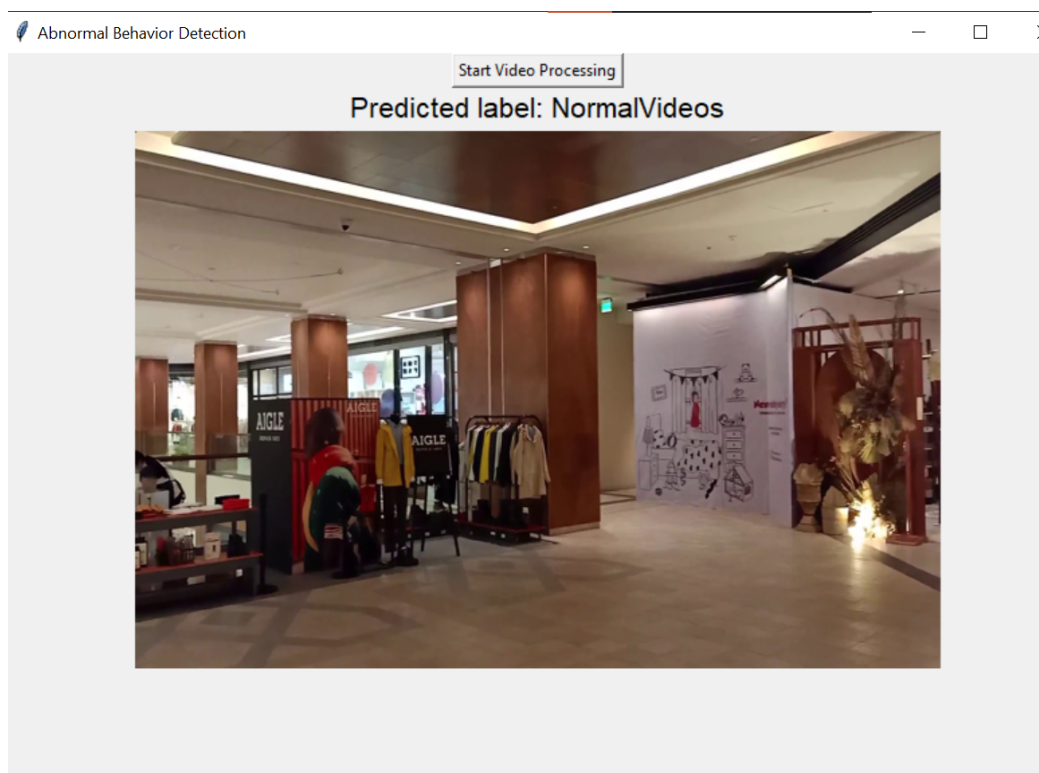 Abnormal Behavior Detection
Start Video Processing
Predicted label: NormalVideos
AIGLE
AIGLE
AIGLE